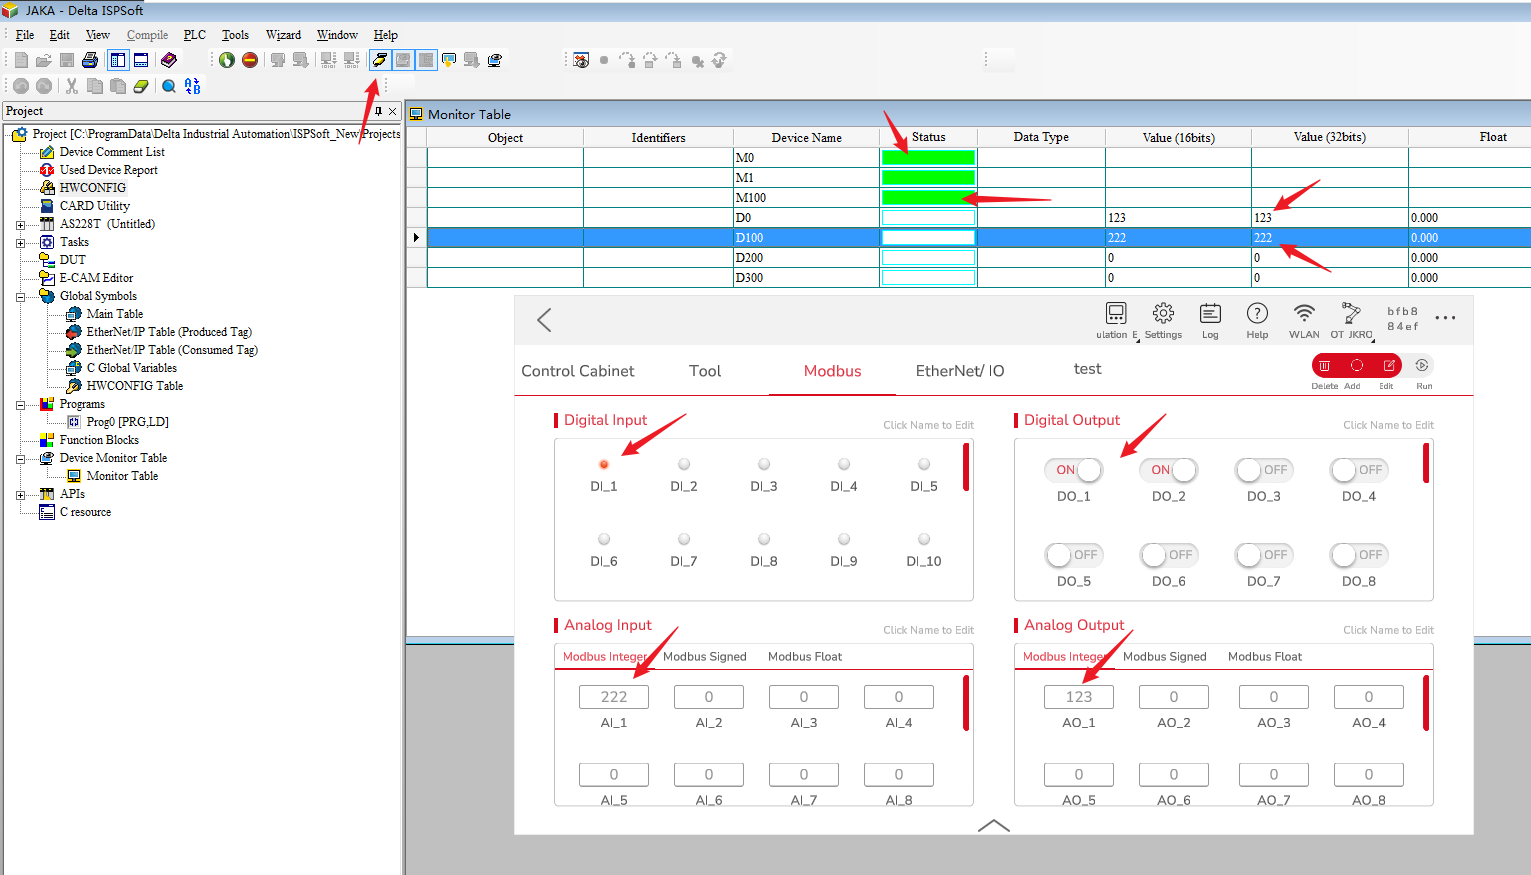 JAKA - Delta ISPSoft
File Edit View Compile PLC Tools Wizard Window Help
Project
Project [C:\ProgramData\Delta Industrial Automation\ISPSoft_New\Projects
Device Comment List
Used Device Report
HWCONFIG
CARD Utility
AS228T (Untitled)
Tasks
DUT
E-CAM Editor
Global Symbols
Main Table
EtherNet/IP Table (Produced Tag)
EtherNet/IP Table (Consumed Tag)
C Global Variables
HWCONFIG Table
Programs
Prog0 [PRG,LD]
Function Blocks
Device Monitor Table
Monitor Table
APIs
C resource
Monitor Table
Object Identifiers Device Name Status Data Type Value (16bits) Value (32bits) Float
M0
M1
M100
D0 123 123 0.000
D100 222 222 0.000
D200 0 0 0.000
D300 0 0 0.000
ulation E Settings Log Help WLAN OT JKRO
bfb8
84ef
Control Cabinet Tool Modbus EtherNet/ IO test
Delete Add Edit Run
Digital Input Click Name to Edit
DI_1 DI_2 DI_3 DI_4 DI_5
DI_6 DI_7 DI_8 DI_9 DI_10
Digital Output Click Name to Edit
ON ON OFF OFF
DO_1 DO_2 DO_3 DO_4
OFF OFF OFF OFF
DO_5 DO_6 DO_7 DO_8
Analog Input Click Name to Edit
Modbus Integer Modbus Signed Modbus Float
222 0 0 0
AI_1 AI_2 AI_3 AI_4
0 0 0 0
AI_5 AI_6 AI_7 AI_8
Analog Output Click Name to Edit
Modbus Integer Modbus Signed Modbus Float
123 0 0 0
AO_1 AO_2 AO_3 AO_4
0 0 0 0
AO_5 AO_6 AO_7 AO_8